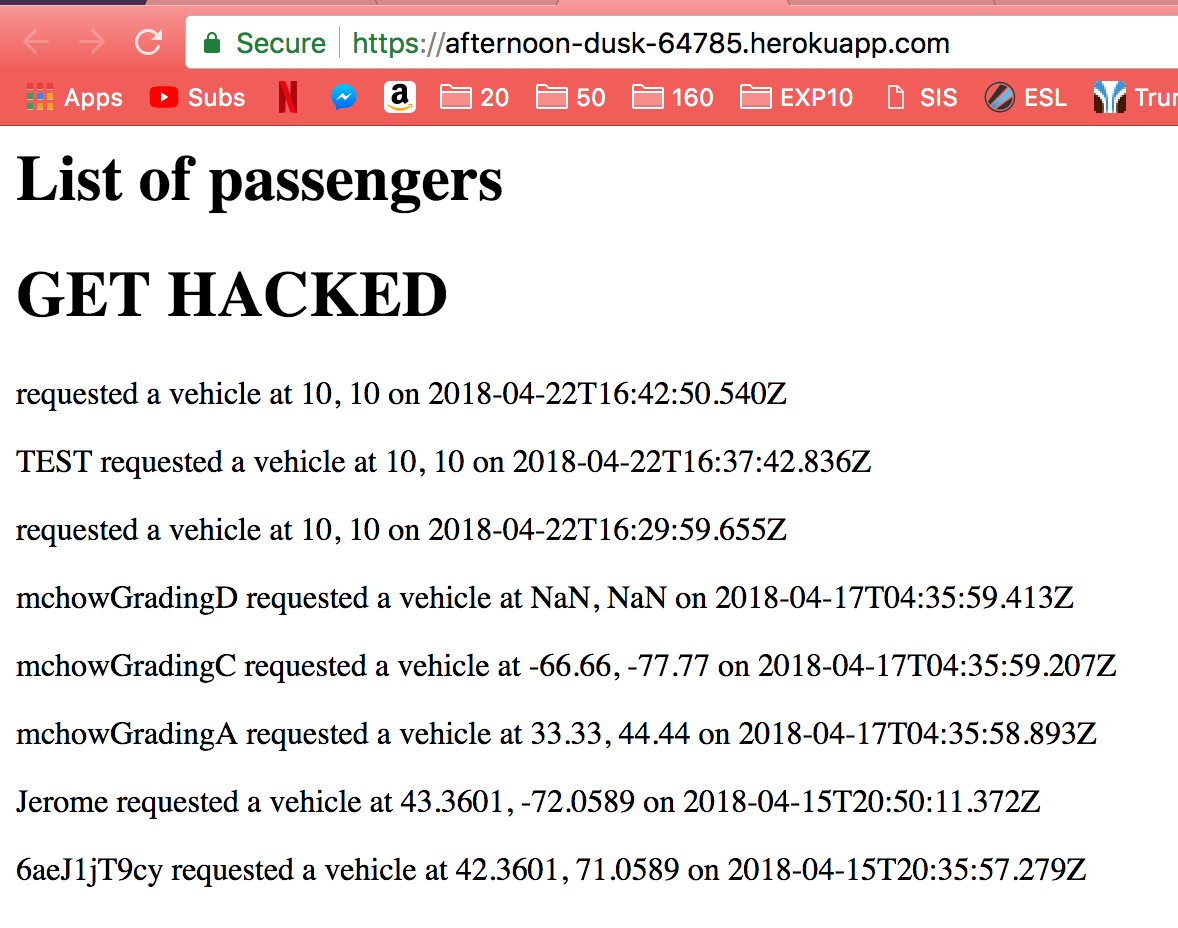 Secure https://afternoon-dusk-64785.herokuapp.com
Apps Subs N a 20 50 160 EXP10 SIS ESL Trur
List of passengers
GET HACKED
requested a vehicle at 10, 10 on 2018-04-22T16:42:50.540Z
TEST requested a vehicle at 10, 10 on 2018-04-22T16:37:42.836Z
requested a vehicle at 10, 10 on 2018-04-22T16:29:59.655Z
mchowGradingD requested a vehicle at NaN, NaN on 2018-04-17T04:35:59.413Z
mchowGradingC requested a vehicle at -66.66, -77.77 on 2018-04-17T04:35:59.207Z
mchowGradingA requested a vehicle at 33.33, 44.44 on 2018-04-17T04:35:58.893Z
Jerome requested a vehicle at 43.3601, -72.0589 on 2018-04-15T20:50:11.372Z
6aeJ1jT9cy requested a vehicle at 42.3601, 71.0589 on 2018-04-15T20:35:57.279Z